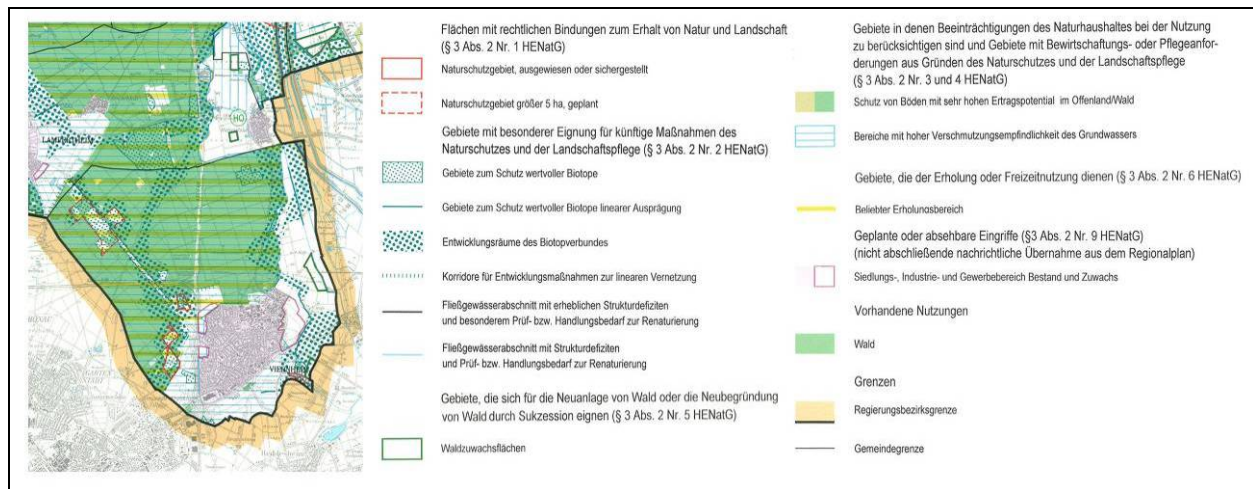 Flächen mit rechtlichen Bindungen zum Erhalt von Natur und Landschaft
(§ 3 Abs. 2 Nr. 1 HENatG)
Naturschutzgebiet, ausgewiesen oder sichergestellt
Naturschutzgebiet größer 5 ha, geplant
Gebiete mit besonderer Eignung für künftige Maßnahmen des
Naturschutzes und der Landschaftspflege (§ 3 Abs. 2 Nr. 2 HENatG)
Gebiete zum Schutz wertvoller Biotope
Gebiete zum Schutz wertvoller Biotope linearer Ausprägung
Entwicklungsräume des Biotopverbundes
Korridore für Entwicklungsmaßnahmen zur linearen Vernetzung
Fließgewässerabschnitt mit erheblichen Strukturdefiziten
und besonderem Prüf- bzw. Handlungsbedarf zur Renaturierung
Fließgewässerabschnitt mit Strukturdefiziten
und Prüf- bzw. Handlungsbedarf zur Renaturierung
Gebiete, die sich für die Neuanlage von Wald oder die Neubegründung
von Wald durch Sukzession eignen (§ 3 Abs. 2 Nr. 5 HENatG)
Waldzuwachsflächen
Gebiete in denen Beeinträchtigungen des Naturhaushaltes bei der Nutzung
zu berücksichtigen sind und Gebiete mit Bewirtschaftungs- oder Pflegeanfor-
derungen aus Gründen des Naturschutzes und der Landschaftspflege
(§ 3 Abs. 2 Nr. 3 und 4 HENatG)
Schutz von Böden mit sehr hohen Ertragspotential im Offenland/Wald
Bereiche mit hoher Verschmutzungsempfindlichkeit des Grundwassers
Gebiete, die der Erholung oder Freizeitnutzung dienen (§ 3 Abs. 2 Nr. 6 HENatG)
Beliebter Erholungsbereich
Geplante oder absehbare Eingriffe (§3 Abs. 2 Nr. 9 HENatG)
(nicht abschließende nachrichtliche Übernahme aus dem Regionalplan)
Siedlungs-, Industrie- und Gewerbebereich Bestand und Zuwachs
Vorhandene Nutzungen
Wald
Grenzen
Regierungsbezirksgrenze
Gemeindegrenze
HO